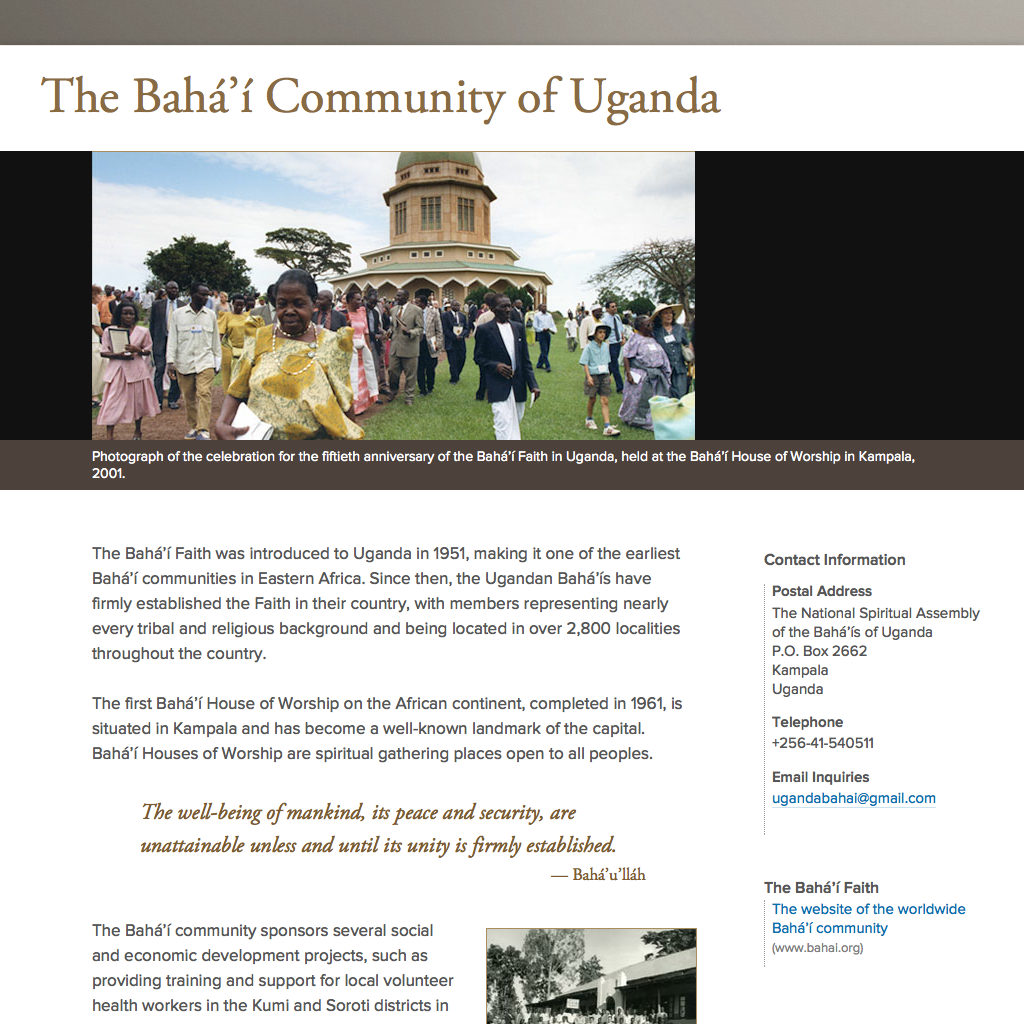 The Bahá’í Community of Uganda
Photograph of the celebration for the fiftieth anniversary of the Bahá’í Faith in Uganda, held at the Bahá’í House of Worship in Kampala,
2001.
The Bahá’í Faith was introduced to Uganda in 1951, making it one of the earliest
Bahá’í communities in Eastern Africa. Since then, the Ugandan Bahá’ís have
firmly established the Faith in their country, with members representing nearly
every tribal and religious background and being located in over 2,800 localities
throughout the country.
The first Bahá’í House of Worship on the African continent, completed in 1961, is
situated in Kampala and has become a well-known landmark of the capital.
Bahá’í Houses of Worship are spiritual gathering places open to all peoples.
The well-being of mankind, its peace and security, are
unattainable unless and until its unity is firmly established.
— Bahá’u’lláh
The Bahá’í community sponsors several social
and economic development projects, such as
providing training and support for local volunteer
health workers in the Kumi and Soroti districts in
Contact Information
Postal Address
The National Spiritual Assembly
of the Bahá’ís of Uganda
P.O. Box 2662
Kampala
Uganda
Telephone
+256-41-540511
Email Inquiries
ugandabahai@gmail.com
The Bahá’í Faith
The website of the worldwide
Bahá’í community
(www.bahai.org)